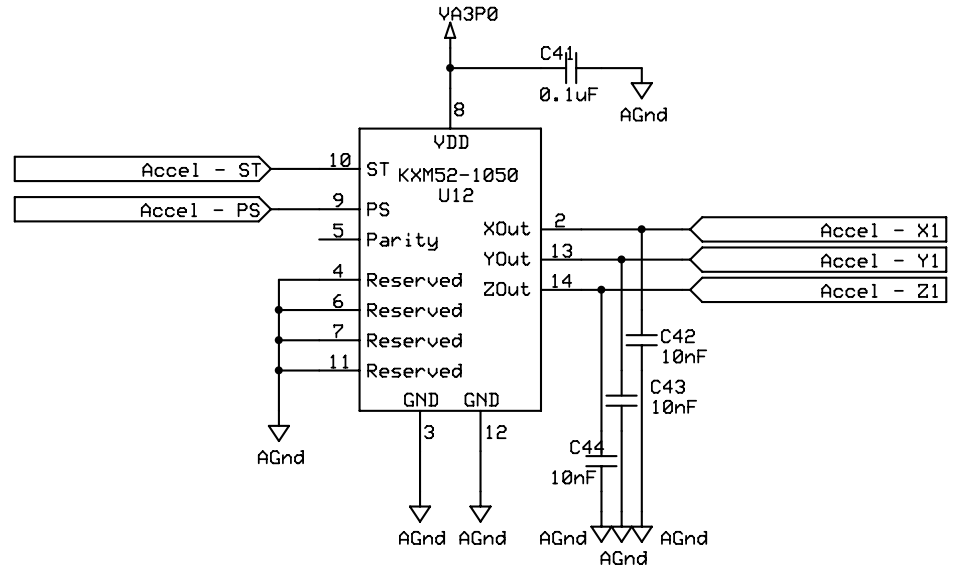 VA3P0
C41
0.1uF
AGnd
8
VDD
Accel - ST
10
ST
KXM52-1050
U12
Accel - PS
9
PS
5
Parity
XOut
2
Accel - X1
YOut
13
Accel - Y1
4
Reserved
ZOut
14
Accel - Z1
6
Reserved
7
Reserved
C42
10nF
11
Reserved
C43
10nF
GND
GND
3
12
AGnd
C44
10nF
AGnd
AGnd
AGnd
AGnd
AGnd